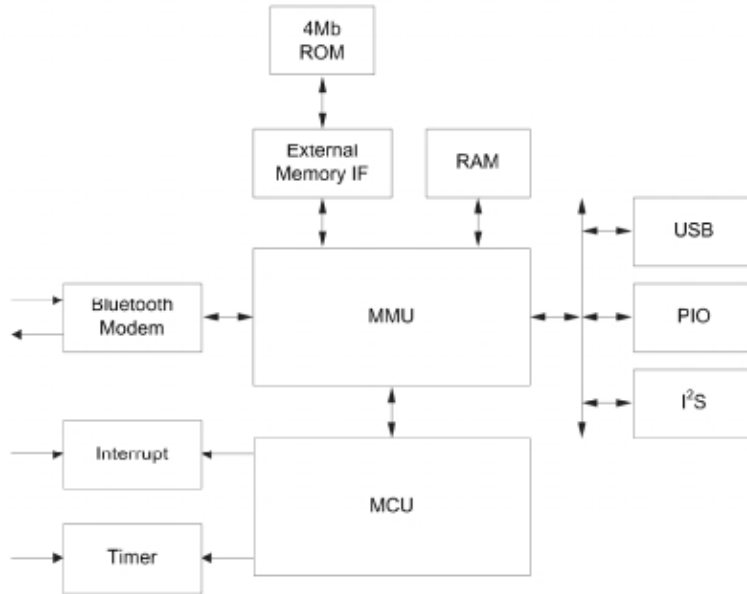 4Mb
ROM
External
Memory IF
RAM
USB
Bluetooth
Modem
MMU
PIO
I²S
Interrupt
MCU
Timer